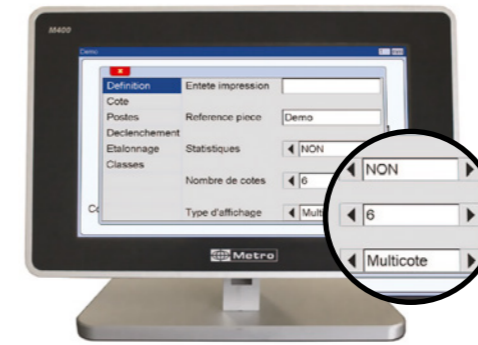 M400
Demo
x
Definition Entete impression
Cote
Postes Reference piece Demo
Declenchement
Etalonnage Statistiques NON
Classes
Nombre de cotes 6
Type d'affichage Mult
NON
6
Multicote
Metro